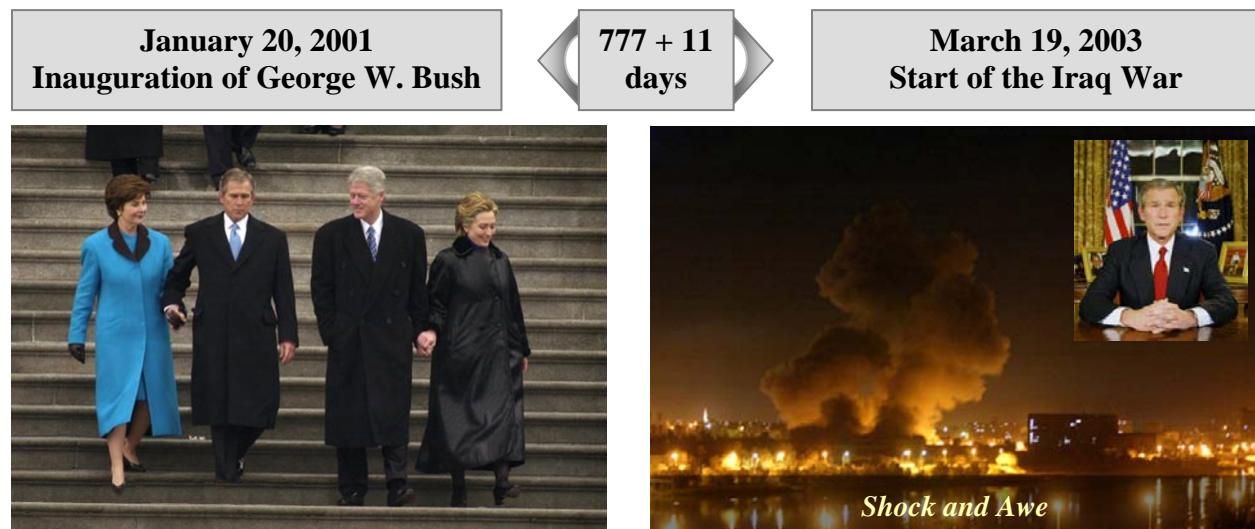 January 20, 2001
Inauguration of George W. Bush
777 + 11
days
March 19, 2003
Start of the Iraq War
Shock and Awe